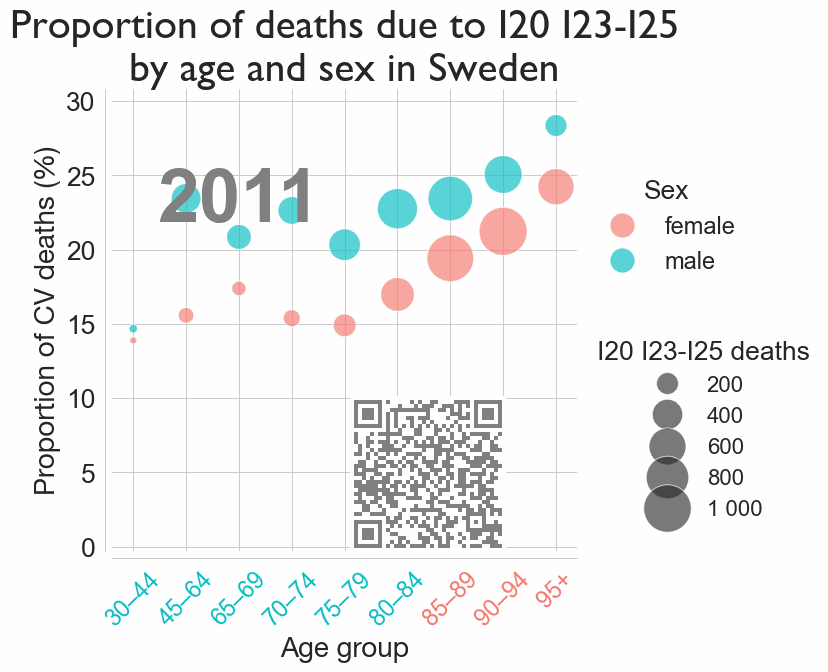 Proportion of deaths due to I20 I23-I25
by age and sex in Sweden
30
25
20
15
10
5
0
Proportion of CV deaths (%)
2011
30–44
45–64
65–69
70–74
75–79
80–84
85–89
90–94
95+
Age group
Sex
female
male
I20 I23-I25 deaths
200
400
600
800
1 000